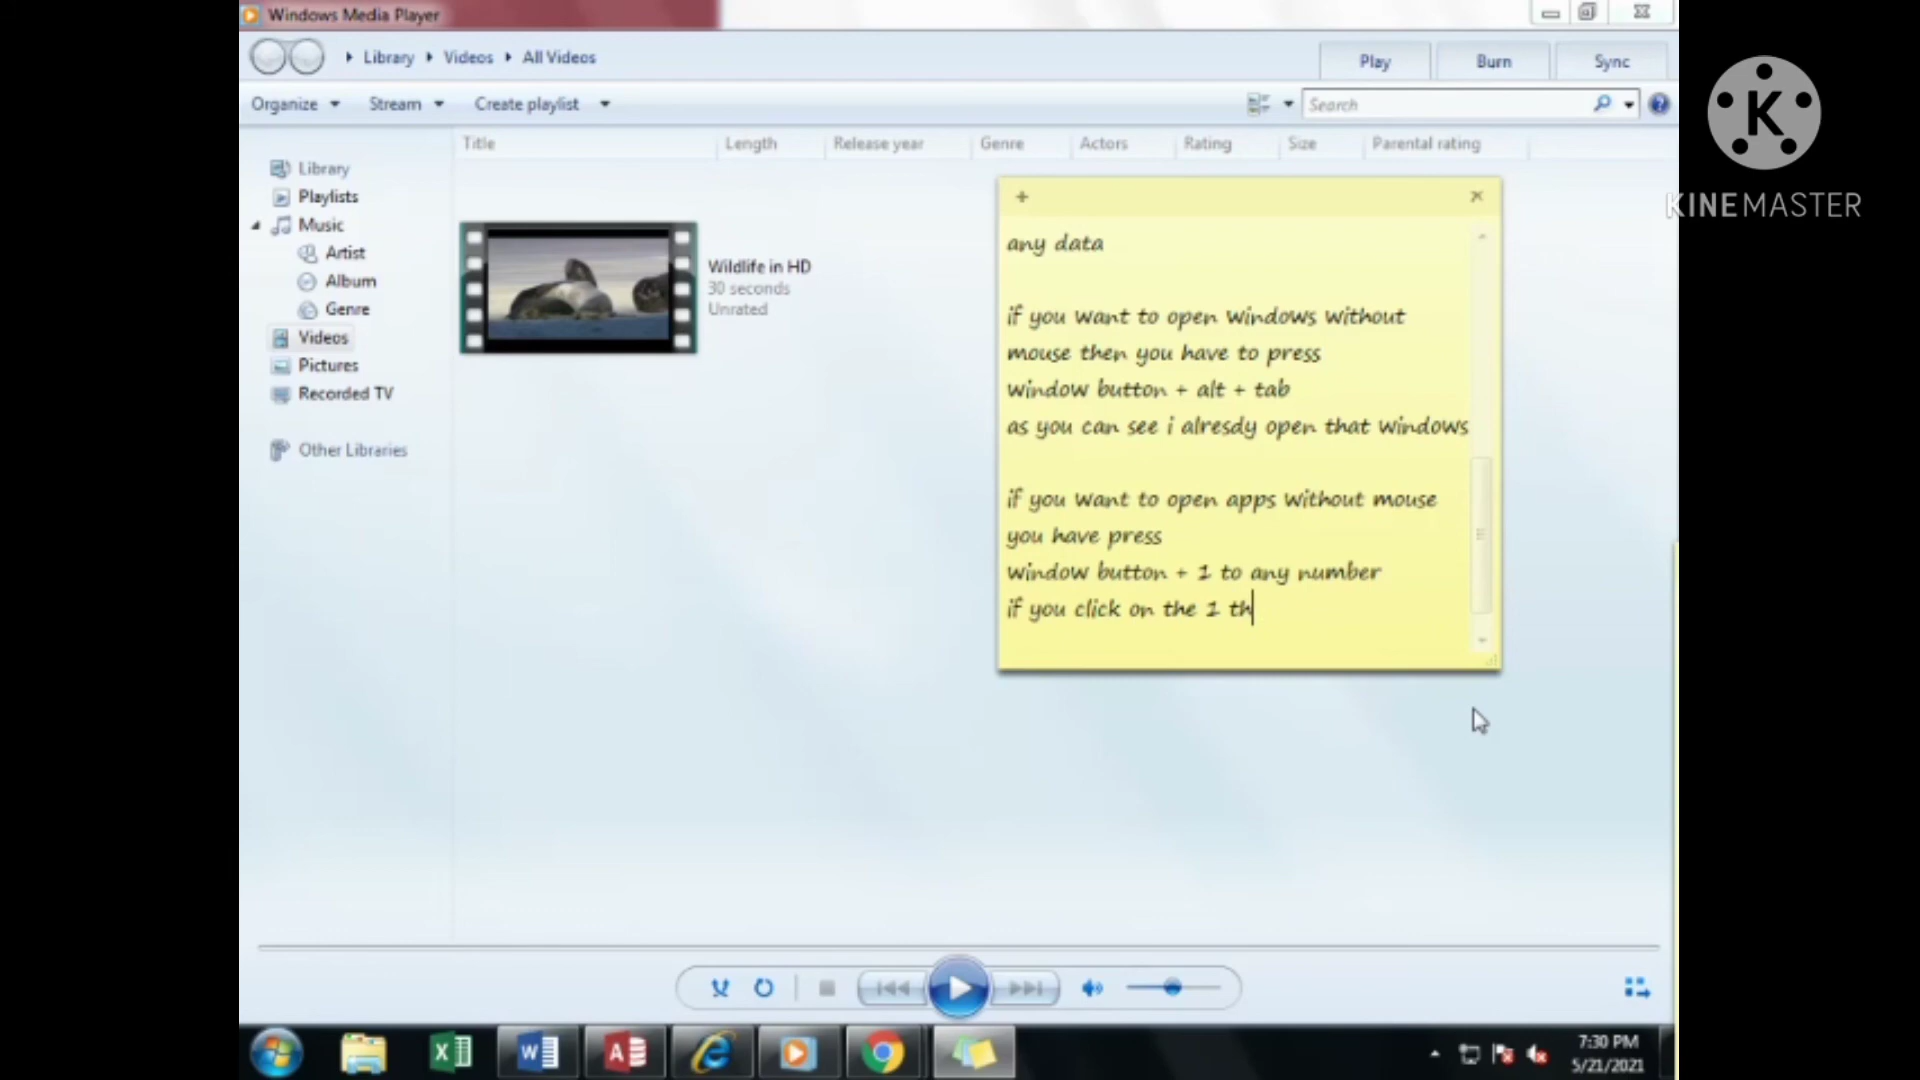 Windows Media Player
Library Videos All Videos
Play Burn Sync
Organize Stream Create playlist
Search
Title Length Release year Genre Actors Rating Size Parental rating
Library
Playlists
Music
Artist
Album
Genre
Videos
Pictures
Recorded TV
Other Libraries
Wildlife in HD
30 seconds
Unrated
any data
if you want to open windows without
mouse then you have to press
window button + alt + tab
as you can see i alresdy open that windows
if you want to open apps without mouse
you have press
window button + 1 to any number
if you click on the 1 th
K
KINEMASTER
7:30 PM
5/21/2021